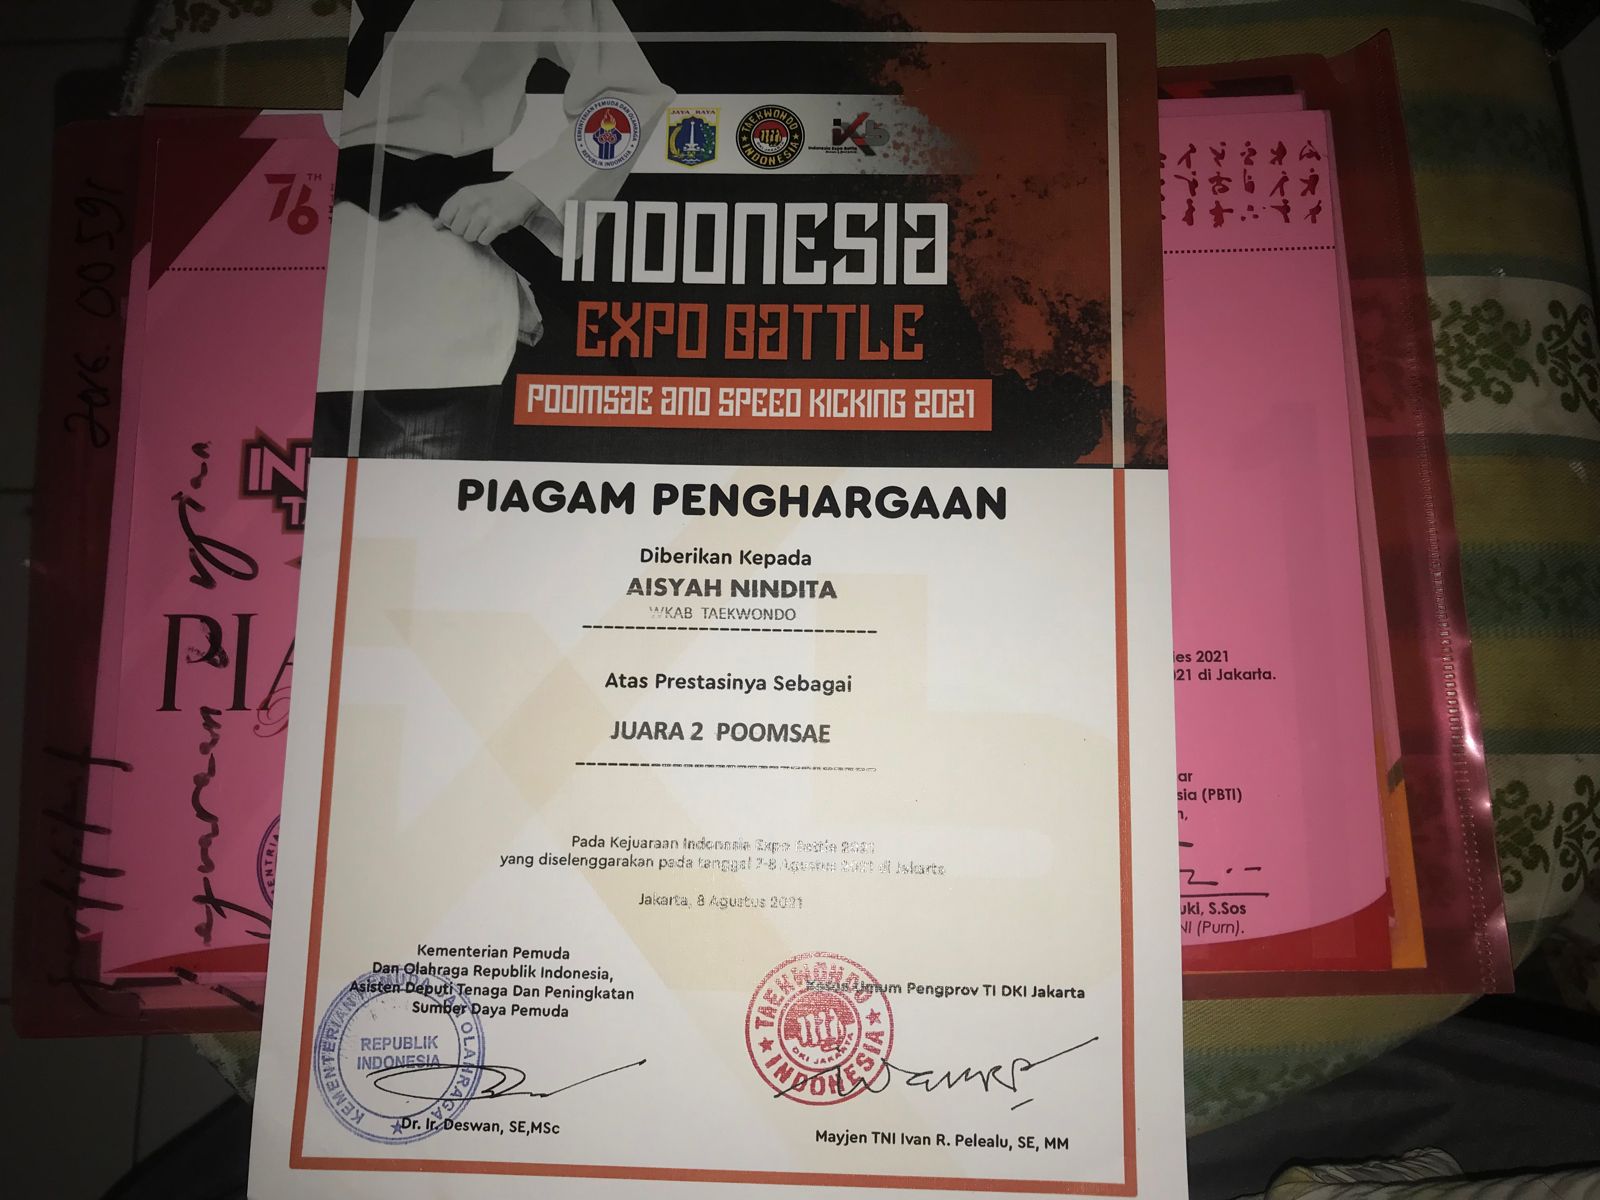 KEMENTERIAN PEMUDA DAN OLAHRAGA
REPUBLIK INDONESIA
JAYA RAYA
TAEKWONDO
INDONESIA
iXb
Indonesia Expo Battle
INDONESIA
EXPO BATTLE
POOMSAE AND SPEED KICKING 2021
PIAGAM PENGHARGAAN
Diberikan Kepada
AISYAH NINDITA
WKAB TAEKWONDO
Atas Prestasinya Sebagai
JUARA 2 POOMSAE
Pada Kejuaraan Indonesia Expo Battle 2021
yang diselenggarakan pada tanggal 7-8 Agustus 2021 di Jakarta
Jakarta, 8 Agustus 2021
Kementerian Pemuda
Dan Olahraga Republik Indonesia,
Asisten Deputi Tenaga Dan Peningkatan
Sumber Daya Pemuda
KEMENTERIAN PEMUDA DAN OLAHRAGA
REPUBLIK
INDONESIA
Dr. Ir. Deswan, SE,MSc
Ketua Umum Pengprov TI DKI Jakarta
TAEKWONDO
DKI JAKARTA
INDONESIA
Mayjen TNI Ivan R. Pelealu, SE, MM
76
TH
PIA
ies 2021
21 di Jakarta.
ar
sia (PBTI)
n,
uki, S.Sos
NI (Purn).